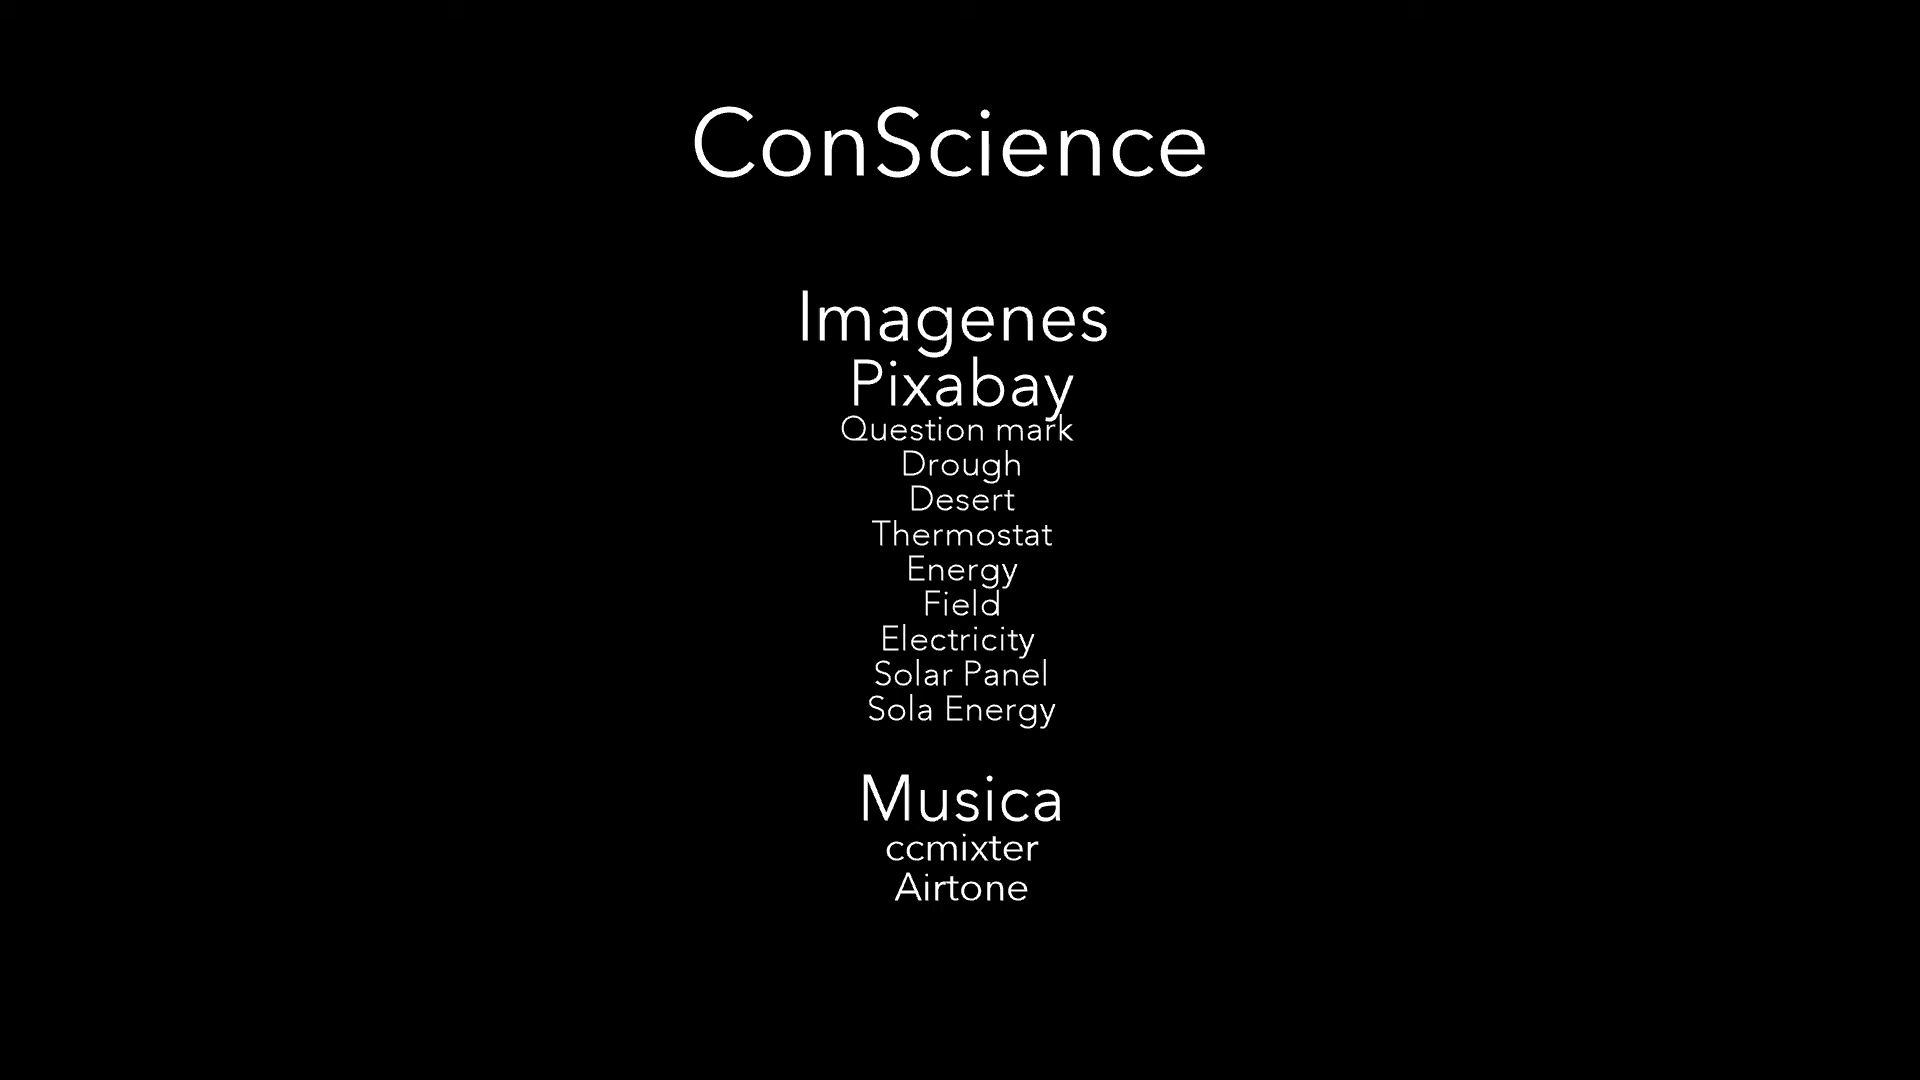 ConScience
Imagenes
Pixabay
Question mark
Drough
Desert
Thermostat
Energy
Field
Electricity
Solar Panel
Sola Energy
Musica
ccmixter
Airtone